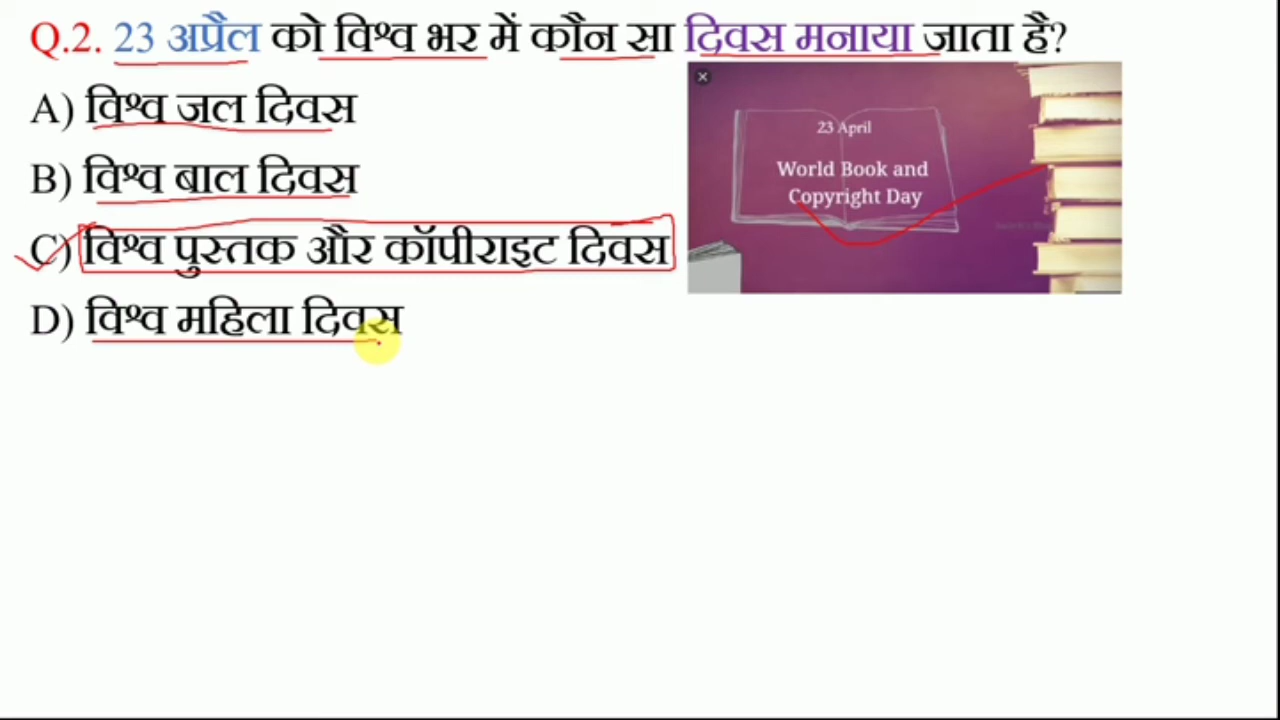 Q.2. 23 अप्रैल को विश्व भर में कौन सा दिवस मनाया जाता है?
A) विश्व जल दिवस
B) विश्व बाल दिवस
C) विश्व पुस्तक और कॉपीराइट दिवस
D) विश्व महिला दिवस
23 April
World Book and
Copyright Day